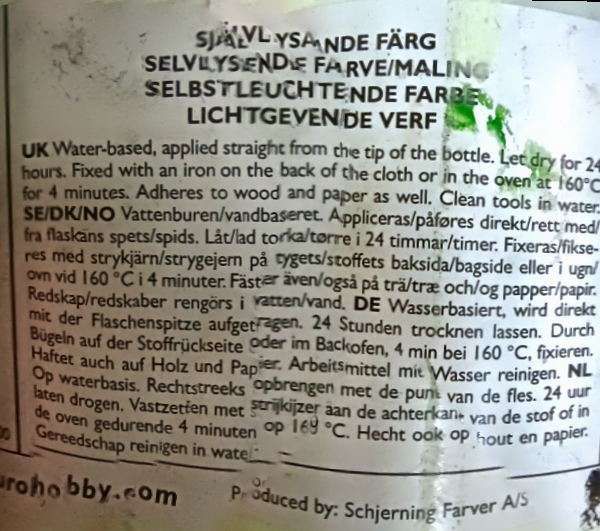 SJÄLVLYSANDE FÄRG
SELVLYSENDE FARVE/MALING
SELBSTLEUCHTENDE FARBE
LICHTGEVENDE VERF
UK Water-based, applied straight from the tip of the bottle. Let dry for 24
hours. Fixed with an iron on the back of the cloth or in the oven at 160°C
for 4 minutes. Adheres to wood and paper as well. Clean tools in water.
SE/DK/NO Vattenburen/vandbaseret. Appliceras/påføres direkt/rett med/
fra flaskans spets/spids. Låt/lad torka/tørre i 24 timmar/timer. Fixeras/fikse-
res med strykjärn/strygejern på tygets/stoffets baksida/bagside eller i ugn/
ovn vid 160 °C i 4 minuter. Fäster även/også på trä/træ och/og papper/papir.
Redskap/redskaber rengörs i vatten/vand. DE Wasserbasiert, wird direkt
mit der Flaschenspitze aufgetragen. 24 Stunden trocknen lassen. Durch
Bügeln auf der Stoffrückseite oder im Backofen, 4 min bei 160 °C, fixieren.
Haftet auch auf Holz und Papier. Arbeitsmittel mit Wasser reinigen. NL
Op waterbasis. Rechtstreeks opbrengen met de punt van de fles. 24 uur
laten drogen. Vastzetten met strijkijzer aan de achterkant van de stof of in
de oven gedurende 4 minuten op 169 °C. Hecht ook op hout en papier.
Gereedschap reinigen in wate
urohobby.com
Produced by: Schjerning Farver A/S